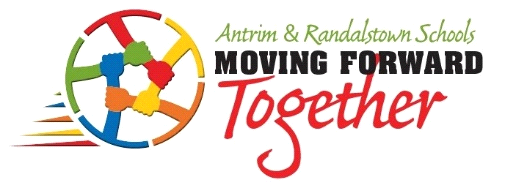 Antrim & Randalstown Schools
MOVING FORWARD
Together